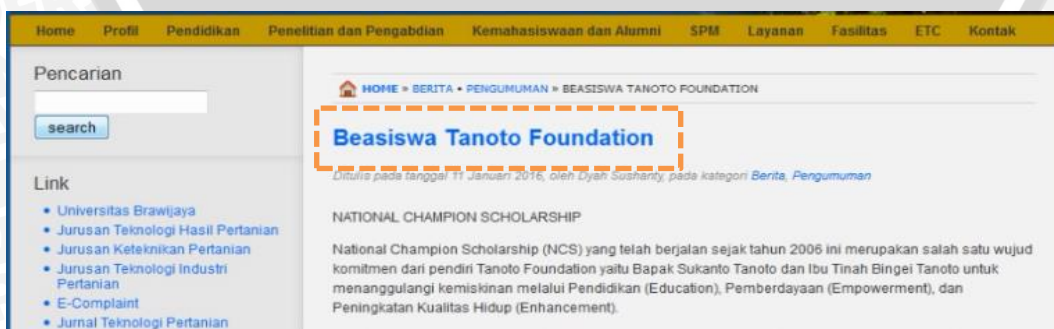 Home Profil Pendidikan Penelitian dan Pengabdian Kemahasiswaan dan Alumni SPM Layanan Fasilitas ETC Kontak
Pencarian
search
Link
• Universitas Brawijaya
• Jurusan Teknologi Hasil Pertanian
• Jurusan Keteknikan Pertanian
• Jurusan Teknologi Industri
Pertanian
• E-Complaint
• Jurnal Teknologi Pertanian
HOME » BERITA • PENGUMUMAN » BEASISWA TANOTO FOUNDATION
Beasiswa Tanoto Foundation
Ditulis pada tanggal 11 Januari 2016, oleh Dyah Sushanty, pada kategori Berita, Pengumuman
NATIONAL CHAMPION SCHOLARSHIP
National Champion Scholarship (NCS) yang telah berjalan sejak tahun 2006 ini merupakan salah satu wujud
komitmen dari pendiri Tanoto Foundation yaitu Bapak Sukanto Tanoto dan Ibu Tinah Bingei Tanoto untuk
menanggulangi kemiskinan melalui Pendidikan (Education), Pemberdayaan (Empowerment), dan
Peningkatan Kualitas Hidup (Enhancement).